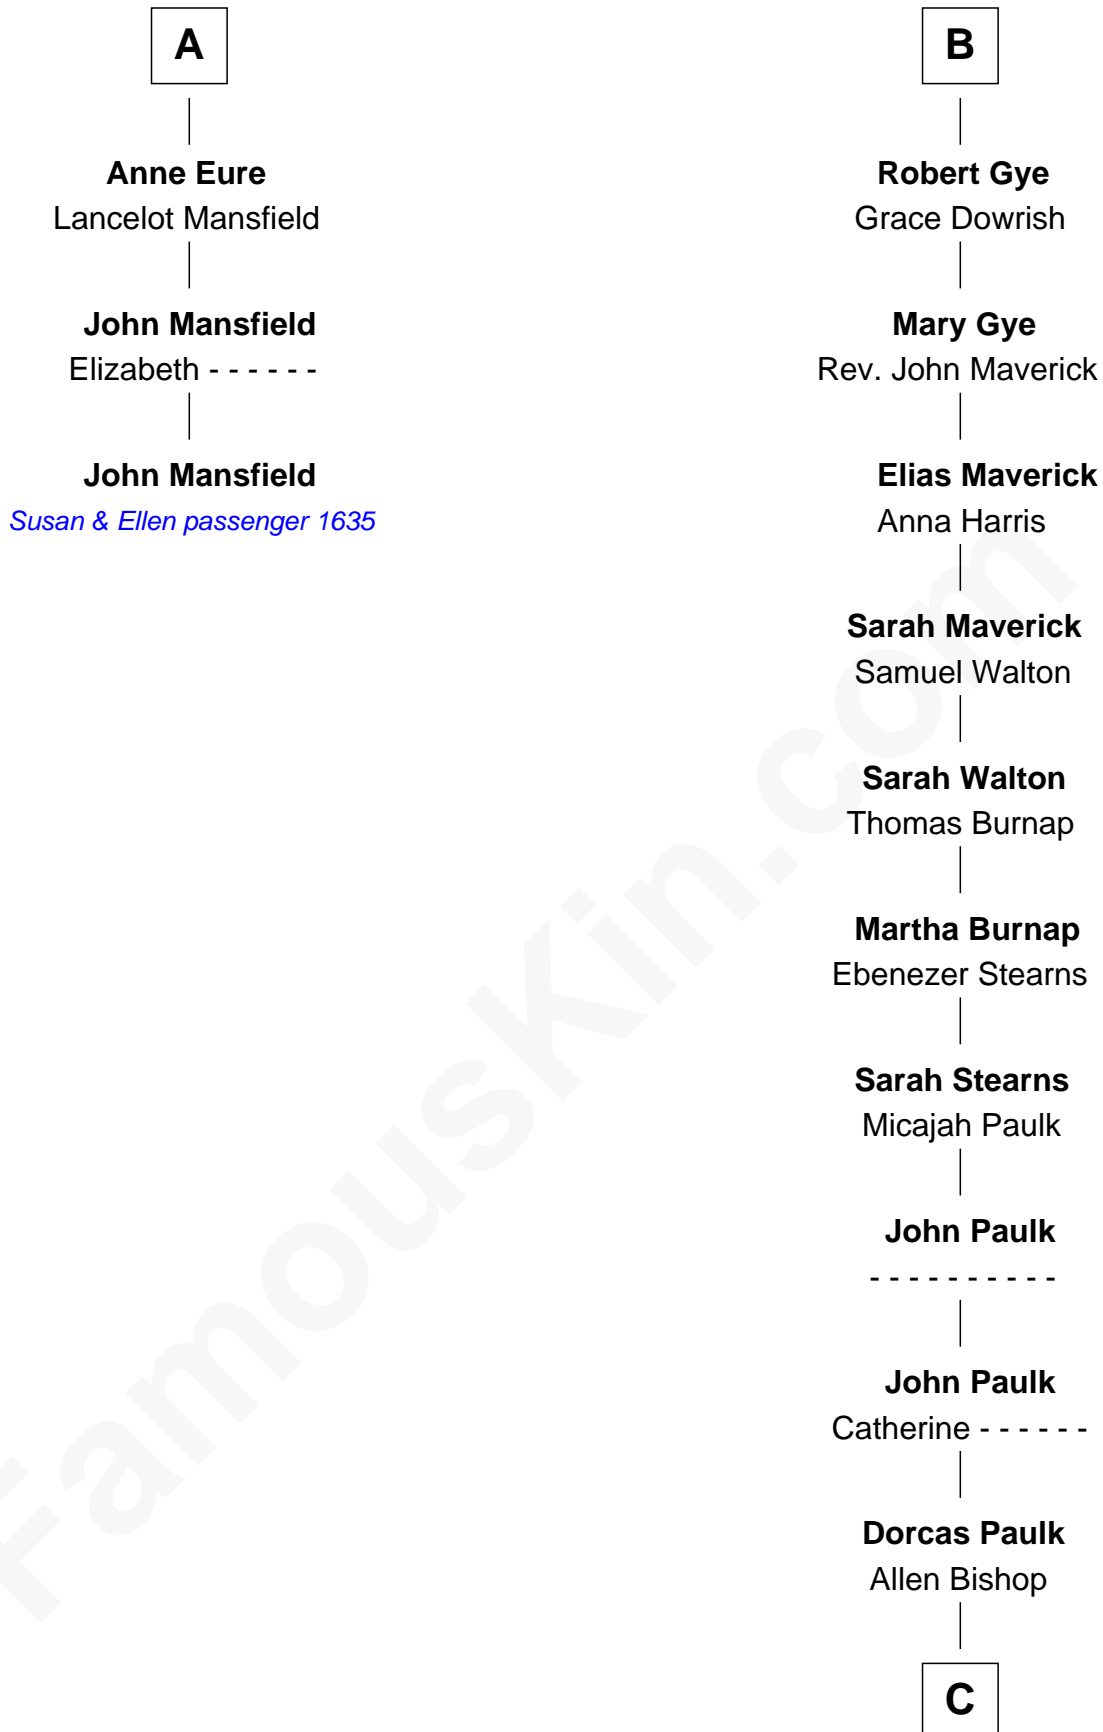 A
Anne Eure
Lancelot Mansfield
John Mansfield
Elizabeth - - - - - -
John Mansfield
Susan & Ellen passenger 1635
B
Robert Gye
Grace Dowrish
Mary Gye
Rev. John Maverick
Elias Maverick
Anna Harris
Sarah Maverick
Samuel Walton
Sarah Walton
Thomas Burnap
Martha Burnap
Ebenezer Stearns
Sarah Stearns
Micajah Paulk
John Paulk
- - - - - - - - - -
John Paulk
Catherine - - - - - -
Dorcas Paulk
Allen Bishop
C
FamousKin.com